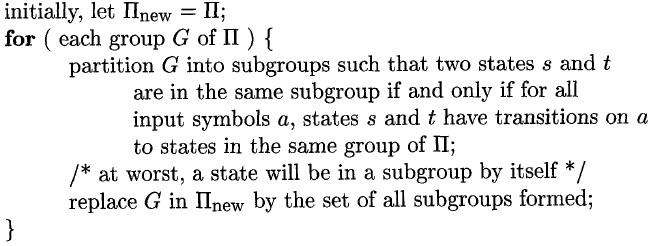 initially, let Πnew = Π;
for ( each group G of Π ) {
partition G into subgroups such that two states s and t
are in the same subgroup if and only if for all
input symbols a, states s and t have transitions on a
to states in the same group of Π;
/* at worst, a state will be in a subgroup by itself */
replace G in Πnew by the set of all subgroups formed;
}